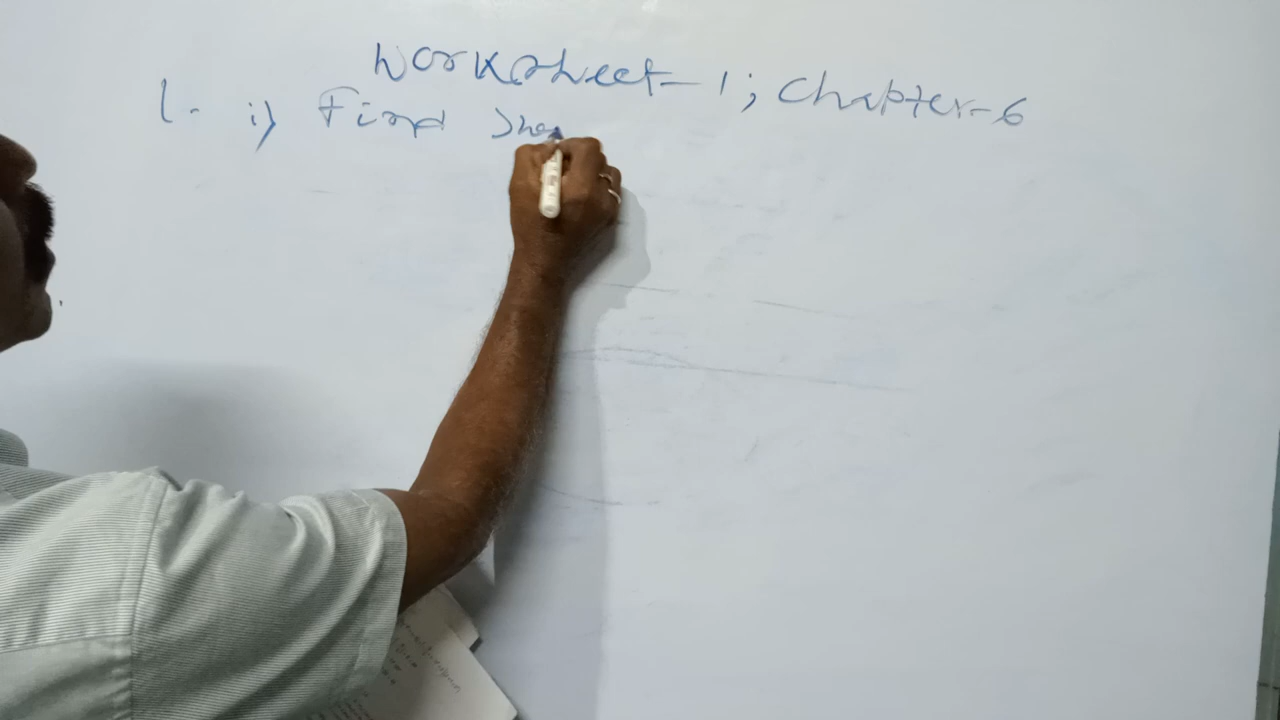 Worksheet-1; Chapter-6
1. i) Find the